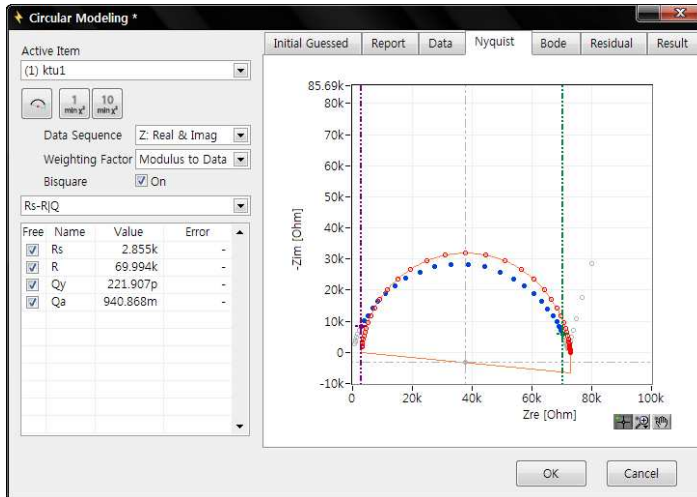 Circular Modeling *
Active Item
(1) ktu1
1 min χ² 10 min χ²
Data Sequence Z: Real & Imag
Weighting Factor Modulus to Data
Bisquare On
Rs-R|Q
Free Name Value Error
Rs 2.855k -
R 69.994k -
Qy 221.907p -
Qa 940.868m -
Initial Guessed Report Data Nyquist Bode Residual Result
85.69k
80k
70k
60k
50k
40k
30k
20k
10k
0
-10k
-Zim [Ohm]
0 20k 40k 60k 80k 100k
Zre [Ohm]
OK Cancel